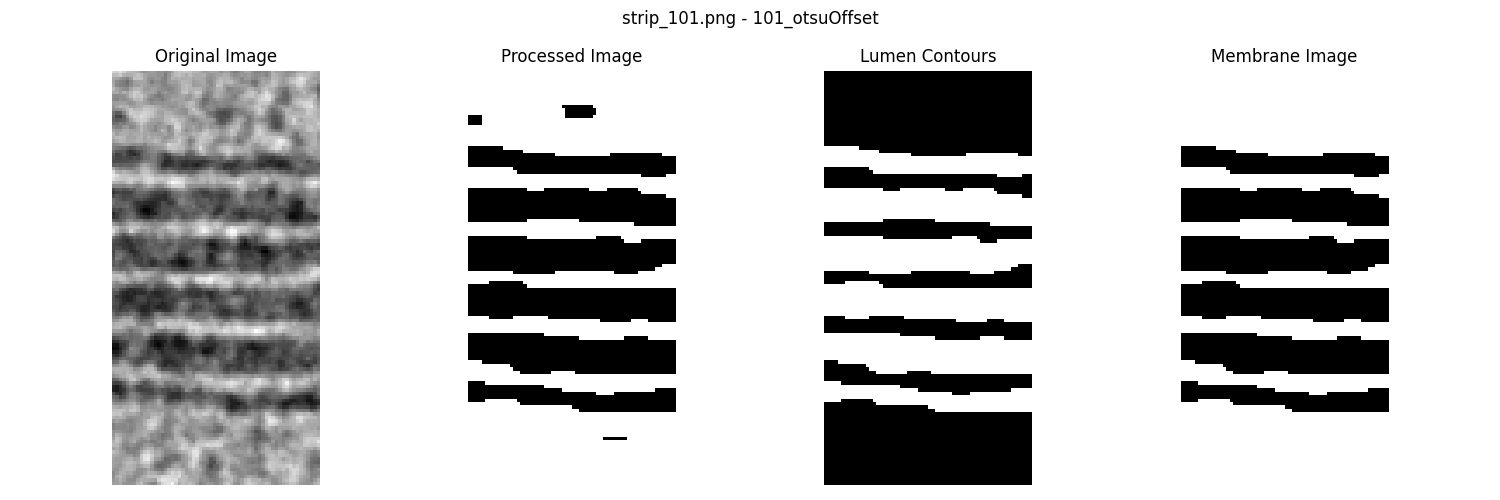 strip_101.png - 101_otsuOffset
Original Image
Processed Image
Lumen Contours
Membrane Image